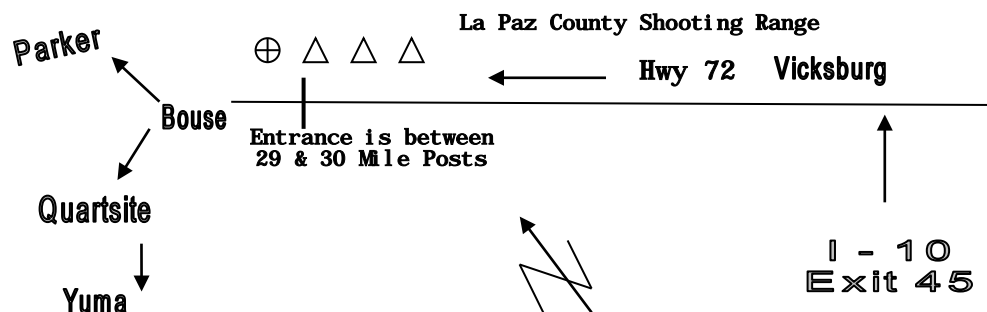 La Paz County Shooting Range
Parker
Hwy 72 Vicksburg
Bouse
Entrance is between
29 & 30 Mile Posts
Quartsite
I - 10
Exit 45
Yuma